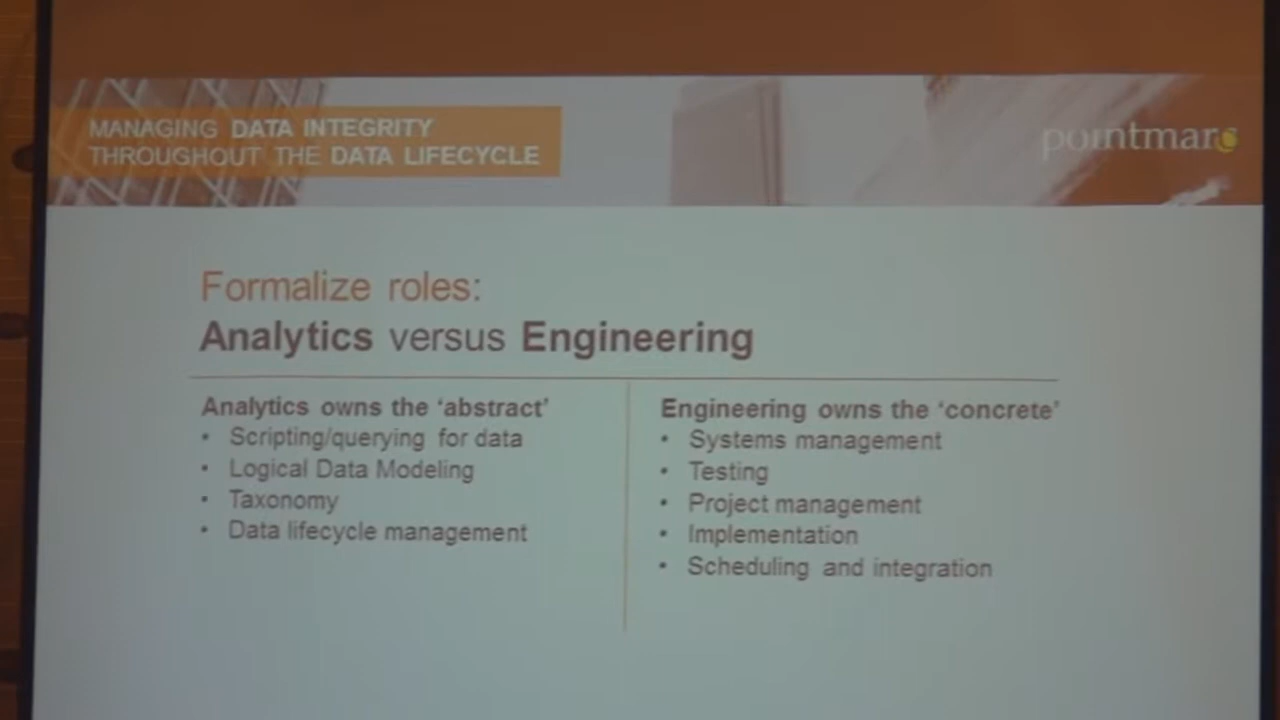 MANAGING DATA INTEGRITY
THROUGHOUT THE DATA LIFECYCLE
pointmarc
Formalize roles:
Analytics versus Engineering
Analytics owns the ‘abstract’
• Scripting/querying for data
• Logical Data Modeling
• Taxonomy
• Data lifecycle management
Engineering owns the ‘concrete’
• Systems management
• Testing
• Project management
• Implementation
• Scheduling and integration